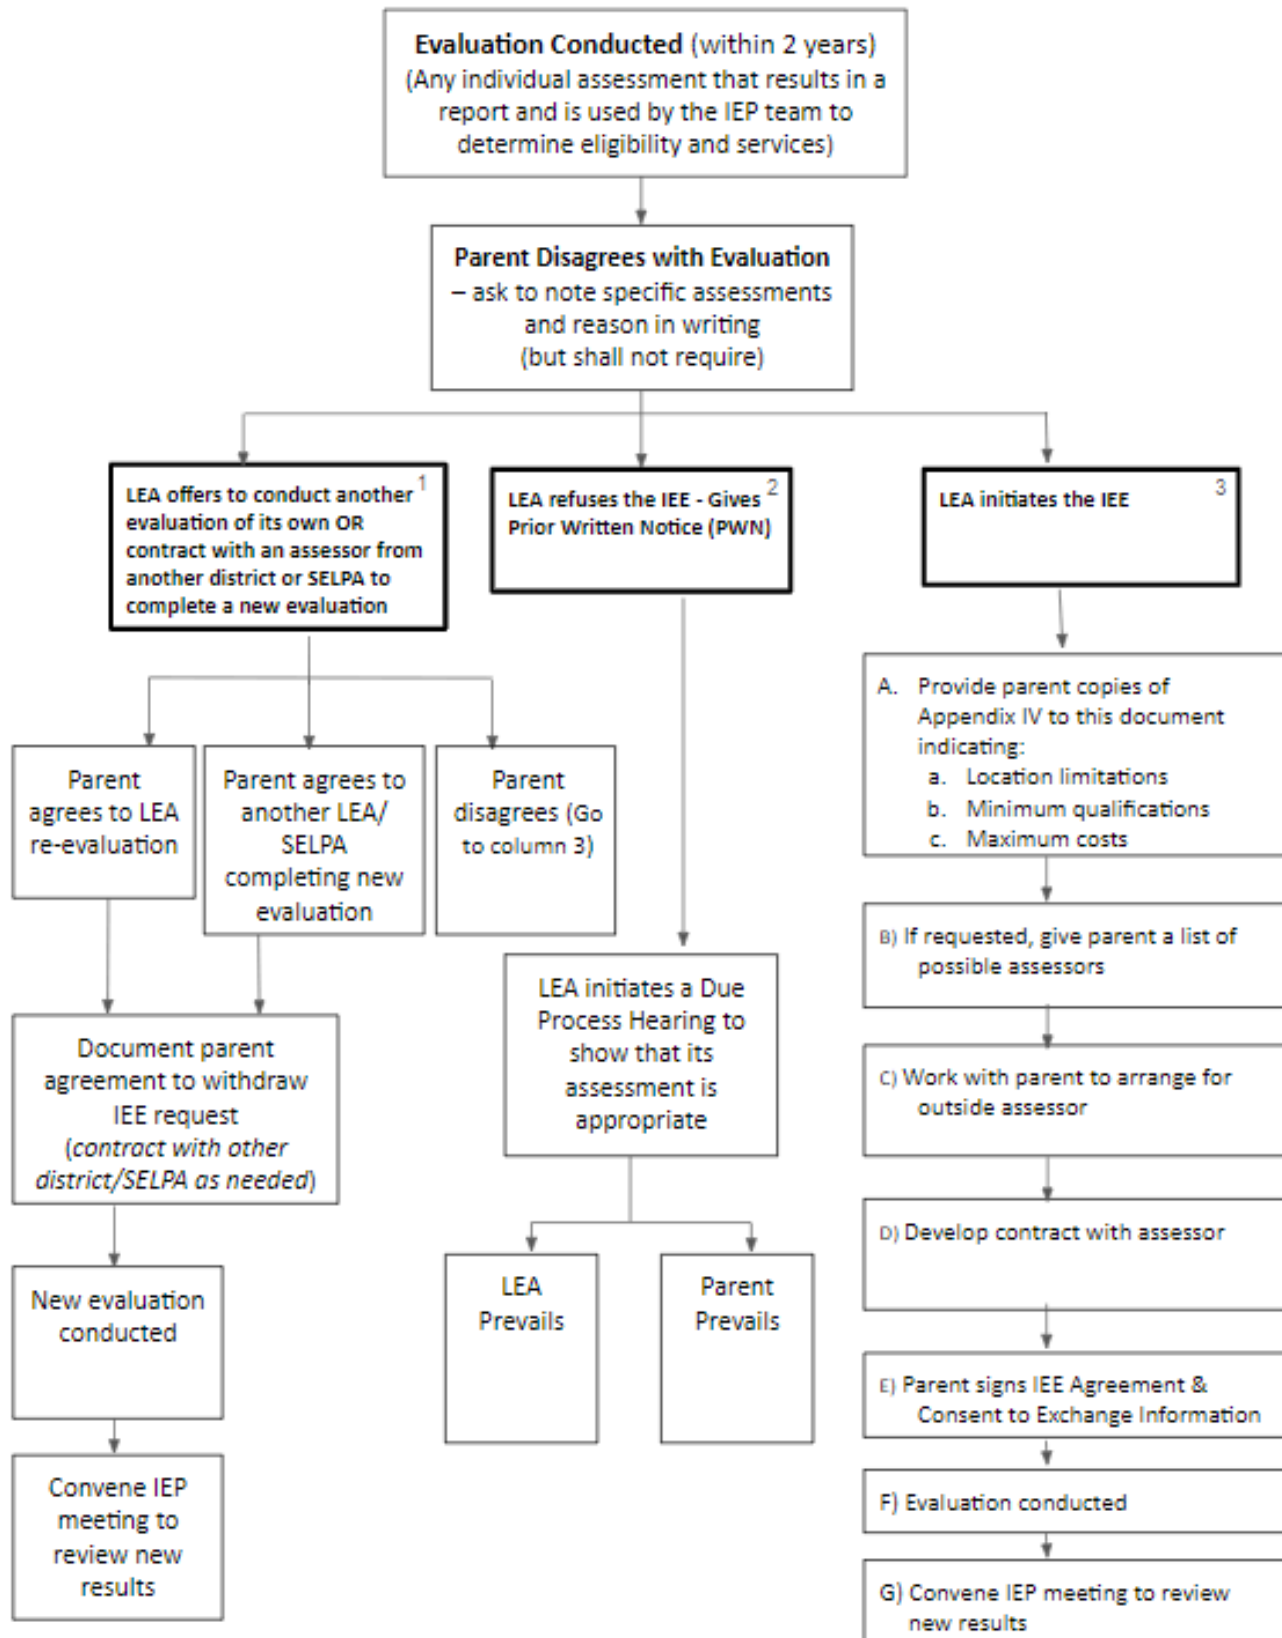 Evaluation Conducted (within 2 years)
(Any individual assessment that results in a
report and is used by the IEP team to
determine eligibility and services)
Parent Disagrees with Evaluation
– ask to note specific assessments
and reason in writing
(but shall not require)
1
LEA offers to conduct another
evaluation of its own OR
contract with an assessor from
another district or SELPA to
complete a new evaluation
2
LEA refuses the IEE - Gives
Prior Written Notice (PWN)
3
LEA initiates the IEE
Parent
agrees to LEA
re-evaluation
Parent agrees to
another LEA/
SELPA
completing new
evaluation
Parent
disagrees (Go
to column 3)
Document parent
agreement to withdraw
IEE request
(contract with other
district/SELPA as needed)
New evaluation
conducted
Convene IEP
meeting to
review new
results
LEA initiates a Due
Process Hearing to
show that its
assessment is
appropriate
LEA
Prevails
Parent
Prevails
A. Provide parent copies of
Appendix IV to this document
indicating:
a. Location limitations
b. Minimum qualifications
c. Maximum costs
B) If requested, give parent a list of
possible assessors
C) Work with parent to arrange for
outside assessor
D) Develop contract with assessor
E) Parent signs IEE Agreement &
Consent to Exchange Information
F) Evaluation conducted
G) Convene IEP meeting to review
new results